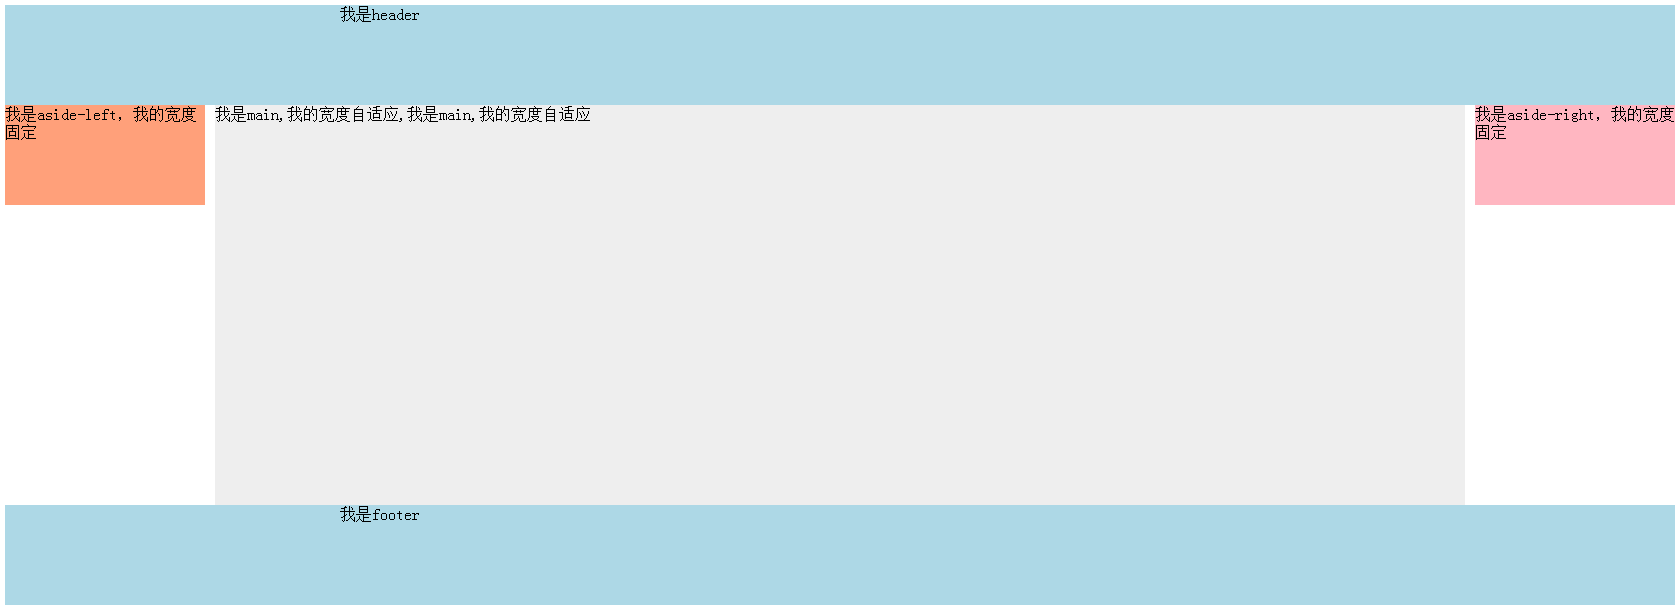 我是header
我是aside-left, 我的宽度
固定
我是main,我的宽度自适应,我是main,我的宽度自适应
我是aside-right, 我的宽度
固定
我是footer